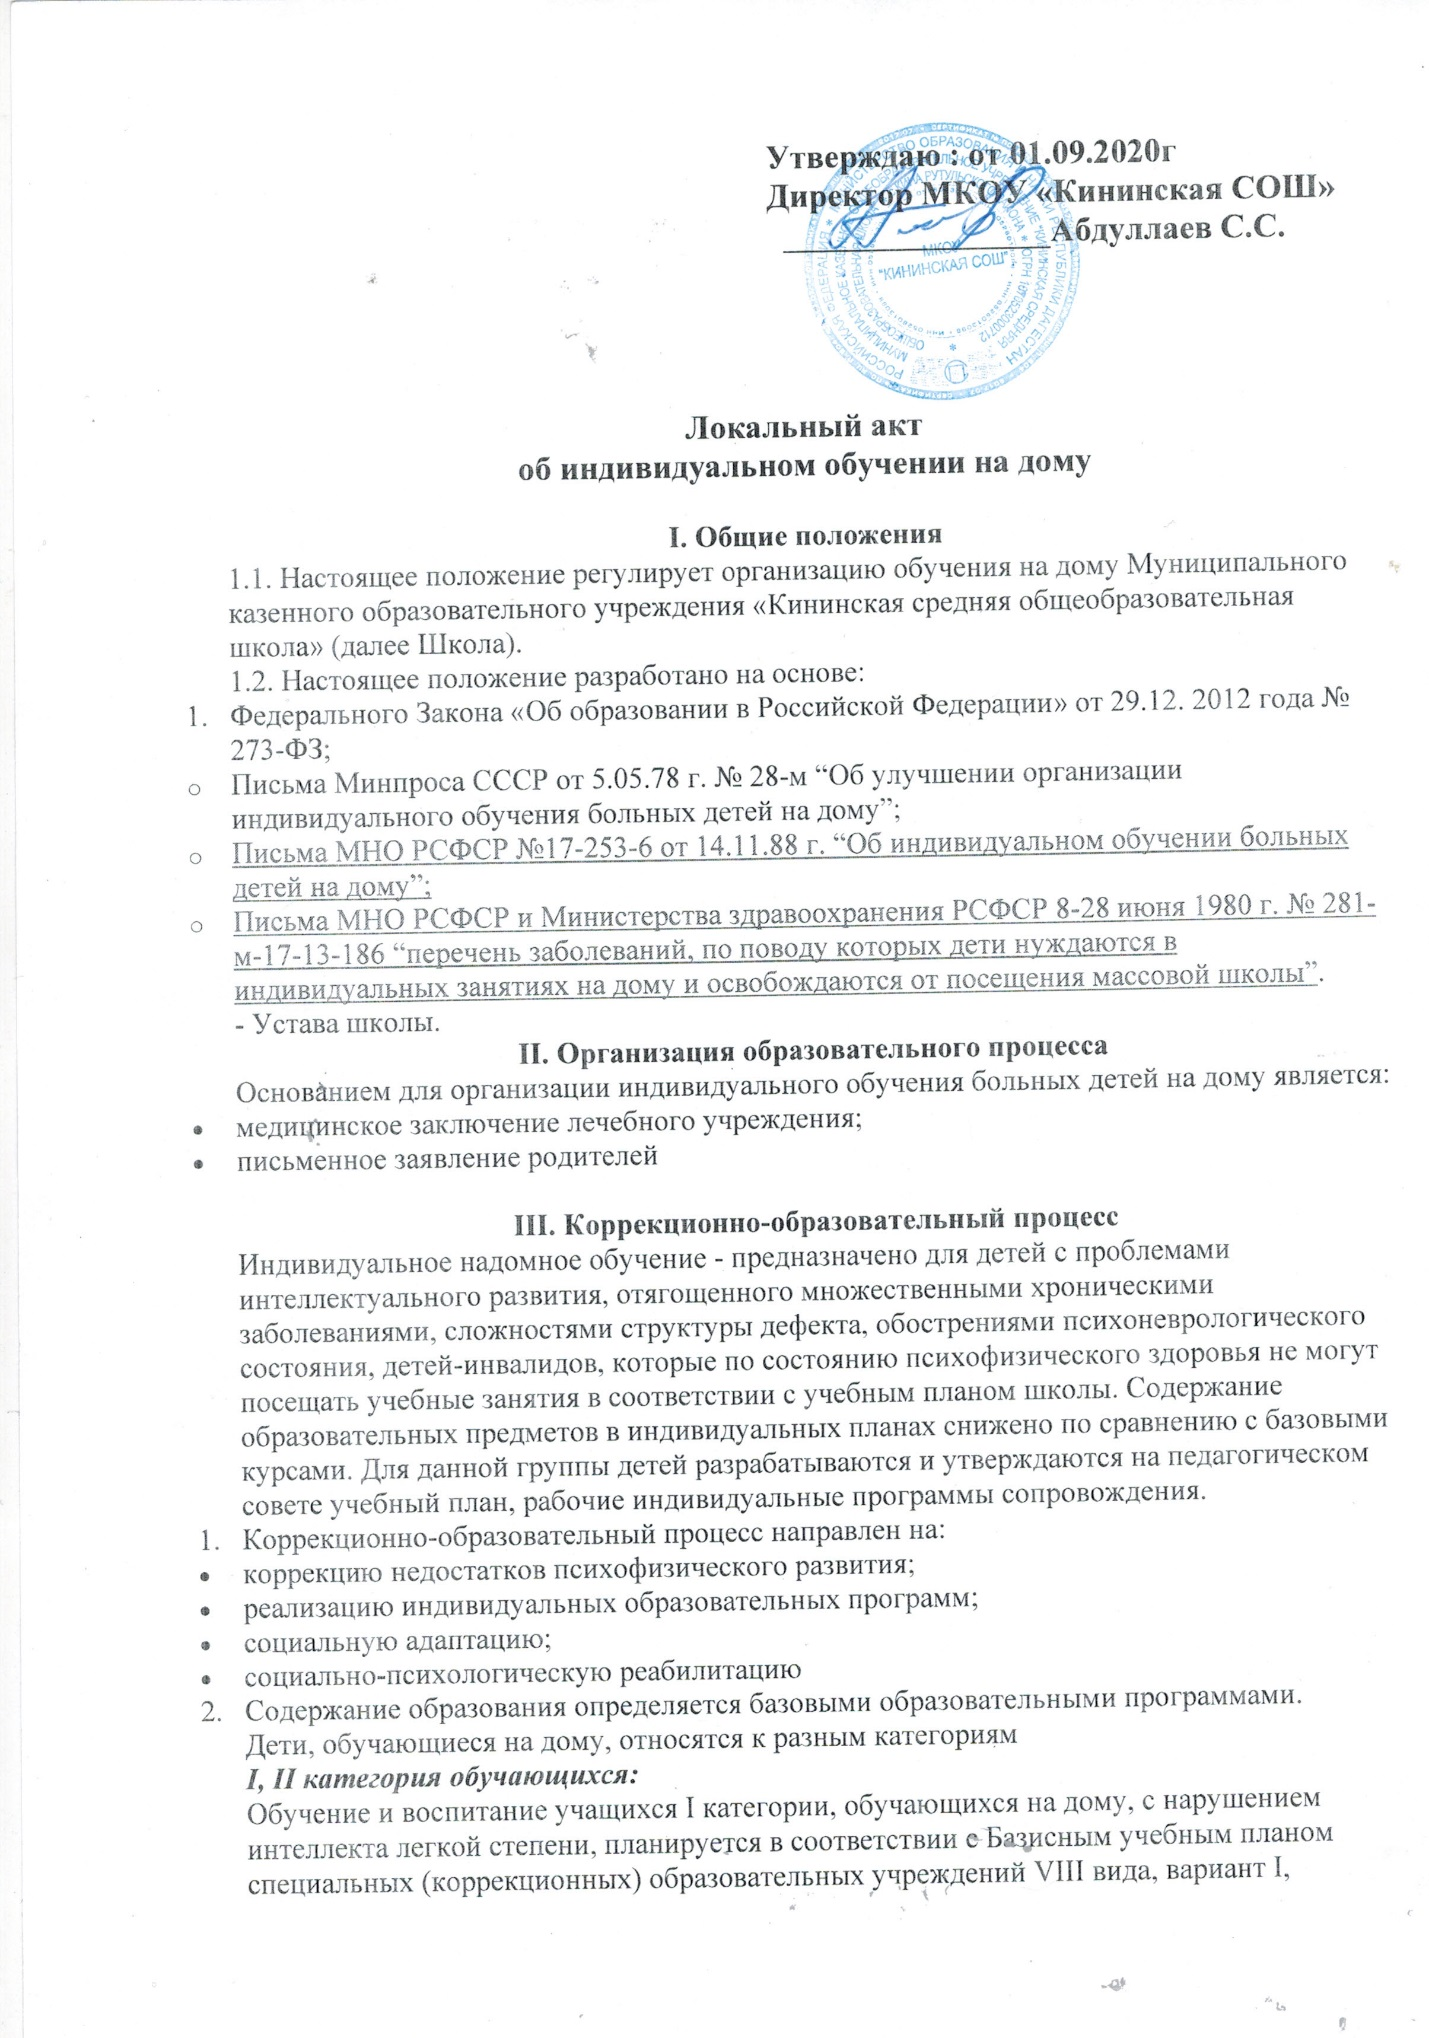 Утверждаю : от 01.09.2020г
Директор МКОУ «Кининская СОШ»
Абдуллаев С.С.
МКОУ
"КИНИНСКАЯ СОШ"
Локальный акт
об индивидуальном обучении на дому
I. Общие положения
1.1. Настоящее положение регулирует организацию обучения на дому Муниципального
казенного образовательного учреждения «Кининская средняя общеобразовательная
школа» (далее Школа).
1.2. Настоящее положение разработано на основе:
1. Федерального Закона «Об образовании в Российской Федерации» от 29.12. 2012 года №
273-ФЗ;
o Письма Минпроса СССР от 5.05.78 г. № 28-м “Об улучшении организации
индивидуального обучения больных детей на дому”;
o Письма МНО РСФСР №17-253-6 от 14.11.88 г. “Об индивидуальном обучении больных
детей на дому”;
o Письма МНО РСФСР и Министерства здравоохранения РСФСР 8-28 июня 1980 г. № 281-
м-17-13-186 “перечень заболеваний, по поводу которых дети нуждаются в
индивидуальных занятиях на дому и освобождаются от посещения массовой школы”.
- Устава школы.
II. Организация образовательного процесса
Основанием для организации индивидуального обучения больных детей на дому является:
• медицинское заключение лечебного учреждения;
• письменное заявление родителей
III. Коррекционно-образовательный процесс
Индивидуальное надомное обучение - предназначено для детей с проблемами
интеллектуального развития, отягощенного множественными хроническими
заболеваниями, сложностями структуры дефекта, обострениями психоневрологического
состояния, детей-инвалидов, которые по состоянию психофизического здоровья не могут
посещать учебные занятия в соответствии с учебным планом школы. Содержание
образовательных предметов в индивидуальных планах снижено по сравнению с базовыми
курсами. Для данной группы детей разрабатываются и утверждаются на педагогическом
совете учебный план, рабочие индивидуальные программы сопровождения.
1. Коррекционно-образовательный процесс направлен на:
• коррекцию недостатков психофизического развития;
• реализацию индивидуальных образовательных программ;
• социальную адаптацию;
• социально-психологическую реабилитацию
2. Содержание образования определяется базовыми образовательными программами.
Дети, обучающиеся на дому, относятся к разным категориям
I, II категория обучающихся:
Обучение и воспитание учащихся I категории, обучающихся на дому, с нарушением
интеллекта легкой степени, планируется в соответствии с Базисным учебным планом
специальных (коррекционных) образовательных учреждений VIII вида, вариант I,